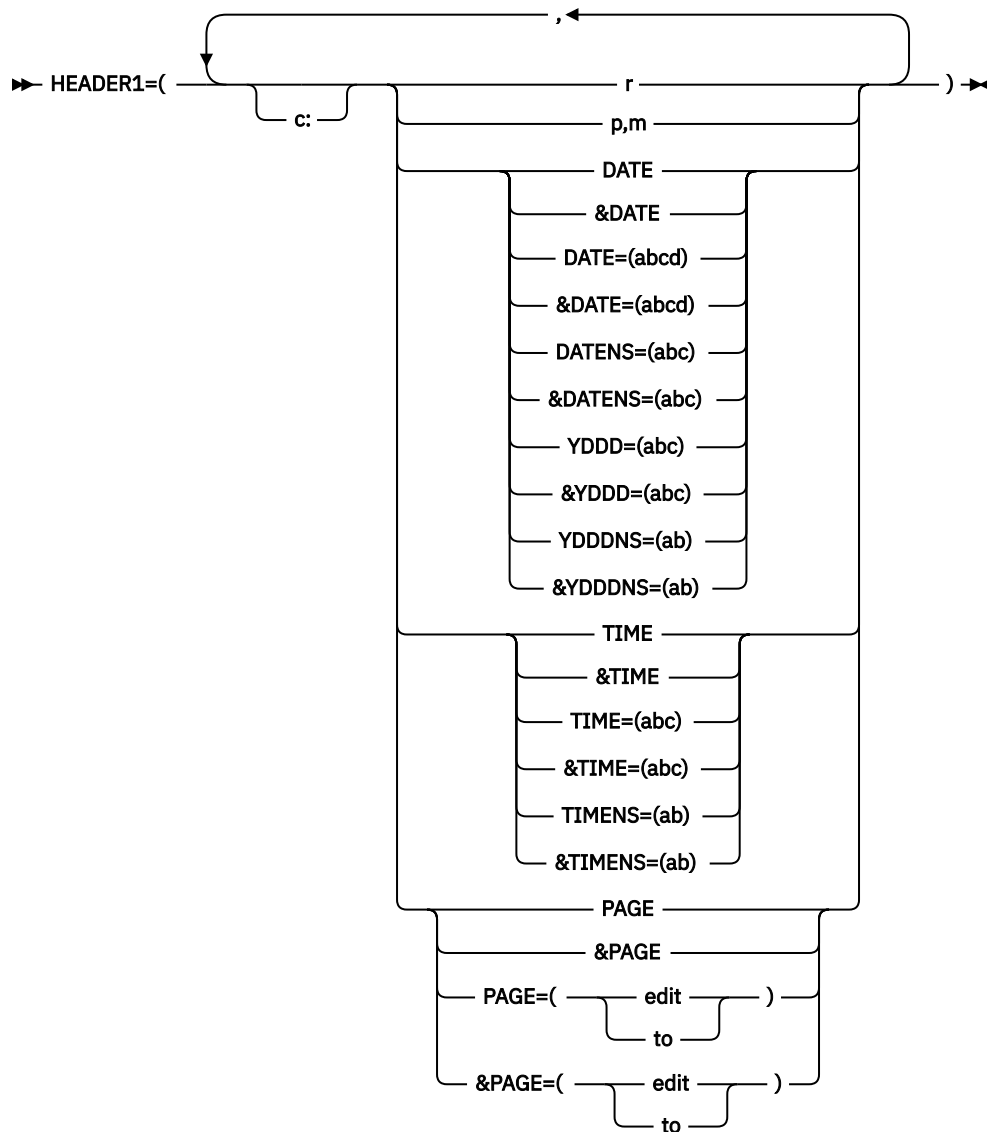 ,
HEADER1=( r )
c:
p,m
DATE
&DATE
DATE=(abcd)
&DATE=(abcd)
DATENS=(abc)
&DATENS=(abc)
YDDD=(abc)
&YDDD=(abc)
YDDDNS=(ab)
&YDDDNS=(ab)
TIME
&TIME
TIME=(abc)
&TIME=(abc)
TIMENS=(ab)
&TIMENS=(ab)
PAGE
&PAGE
PAGE=( edit )
to
&PAGE=( edit )
to